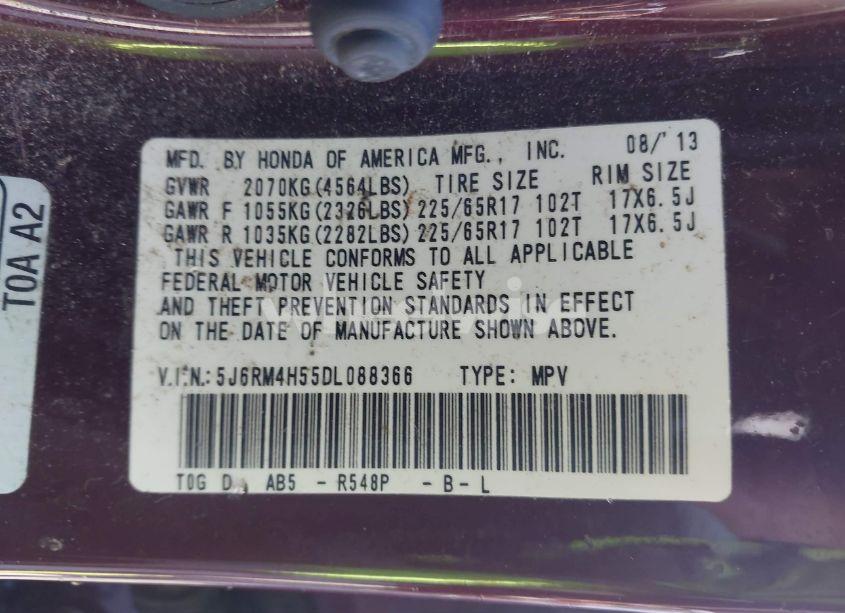 MFD. BY HONDA OF AMERICA MFG., INC. 08/ 13
GVWR 2070KG(4564LBS) TIRE SIZE RIM SIZE
GAWR F 1055KG(2326LBS) 225/65R17 102T 17X6.5J
GAWR R 1035KG(2282LBS) 225/65R17 102T 17X6.5J
THIS VEHICLE CONFORMS TO ALL APPLICABLE
FEDERAL MOTOR VEHICLE SAFETY
AND THEFT PREVENTION STANDARDS IN EFFECT
ON THE DATE OF MANUFACTURE SHOWN ABOVE.
V.I.N.: 5J6RM4H55DL088366 TYPE: MPV
T0G D AB5 - R548P - B - L
T0A A2